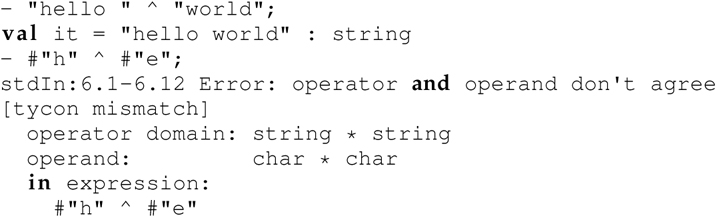 - "hello " ^ "world";
val it = "hello world" : string
- #"h" ^ #"e";
stdIn:6.1-6.12 Error: operator and operand don't agree
[tycon mismatch]
  operator domain: string * string
  operand:         char * char
  in expression:
    #"h" ^ #"e"